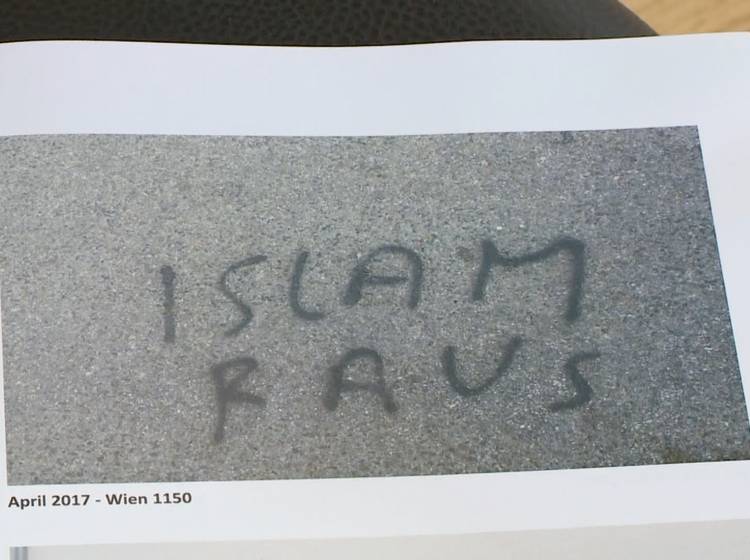 ISLAM
RAUS
April 2017 - Wien 1150